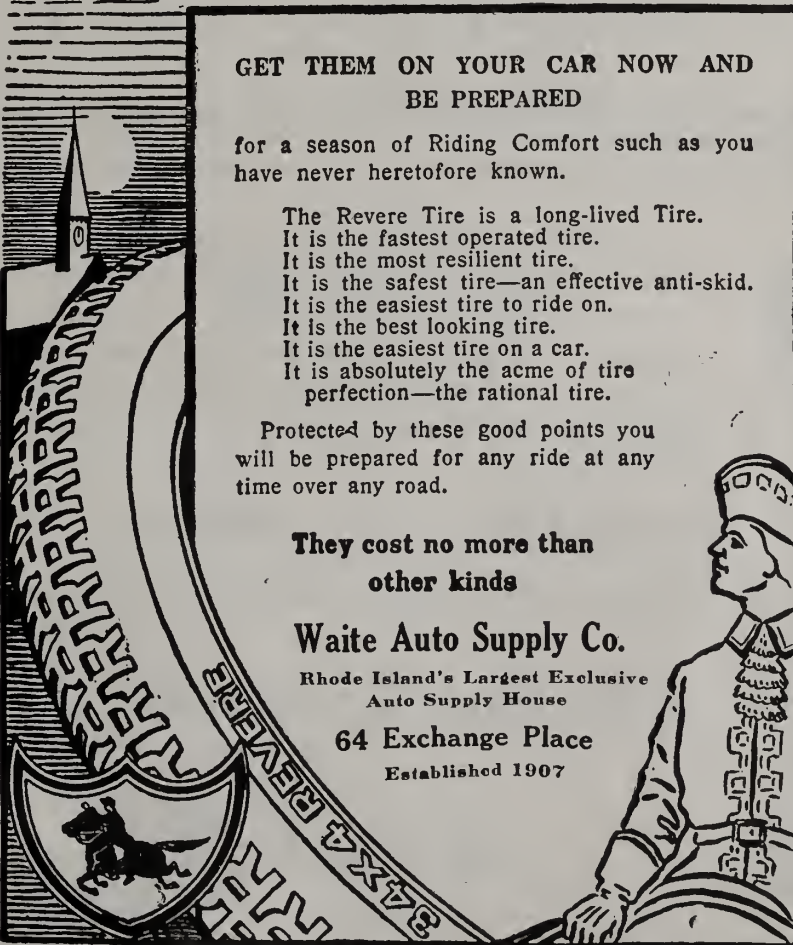 GET THEM ON YOUR CAR NOW AND
BE PREPARED
for a season of Riding Comfort such as you
have never heretofore known.
The Revere Tire is a long-lived Tire.
It is the fastest operated tire.
It is the most resilient tire.
It is the safest tire—an effective anti-skid.
It is the easiest tire to ride on.
It is the best looking tire.
It is the easiest tire on a car.
It is absolutely the acme of tire
perfection—the rational tire.
Protected by these good points you
will be prepared for any ride at any
time over any road.
They cost no more than
other kinds
Waite Auto Supply Co.
Rhode Island's Largest Exclusive
Auto Supply House
64 Exchange Place
Established 1907
34X4 REVERE